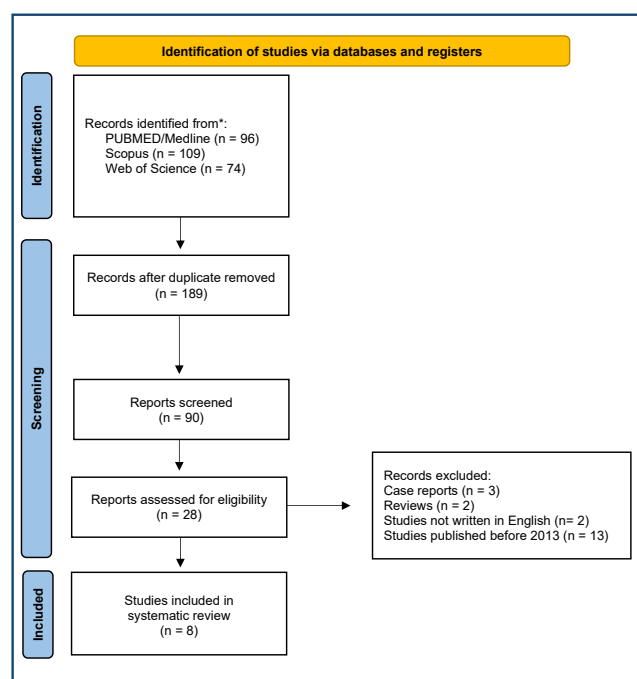 Identification of studies via databases and registers
Identification
Records identified from*:
PUBMED/Medline (n = 96)
Scopus (n = 109)
Web of Science (n = 74)
Screening
Records after duplicate removed
(n = 189)
Reports screened
(n = 90)
Reports assessed for eligibility
(n = 28)
Records excluded:
Case reports (n = 3)
Reviews (n = 2)
Studies not written in English (n= 2)
Studies published before 2013 (n = 13)
Included
Studies included in
systematic review
(n = 8)